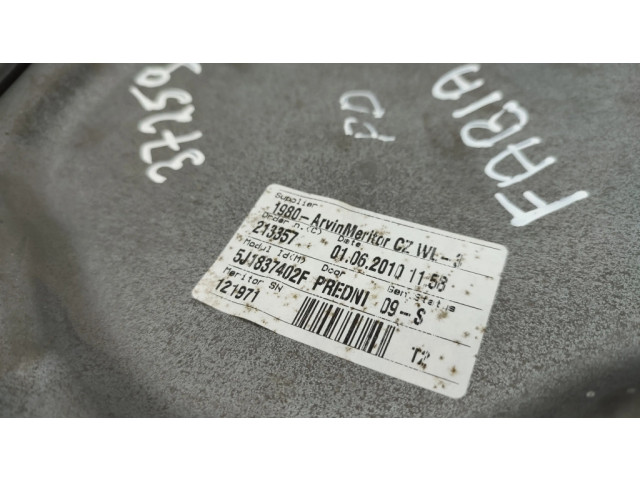 FABIA
PD
37259
Supplier
1980-ArvinMeritor CZ WL-3
Order n.(C) Date
213357 01.06.2010 11:58
Modul Id(M) Door Gen.Status
5J1837402F PREDNI 09-S
Meritor SN
121971
T2